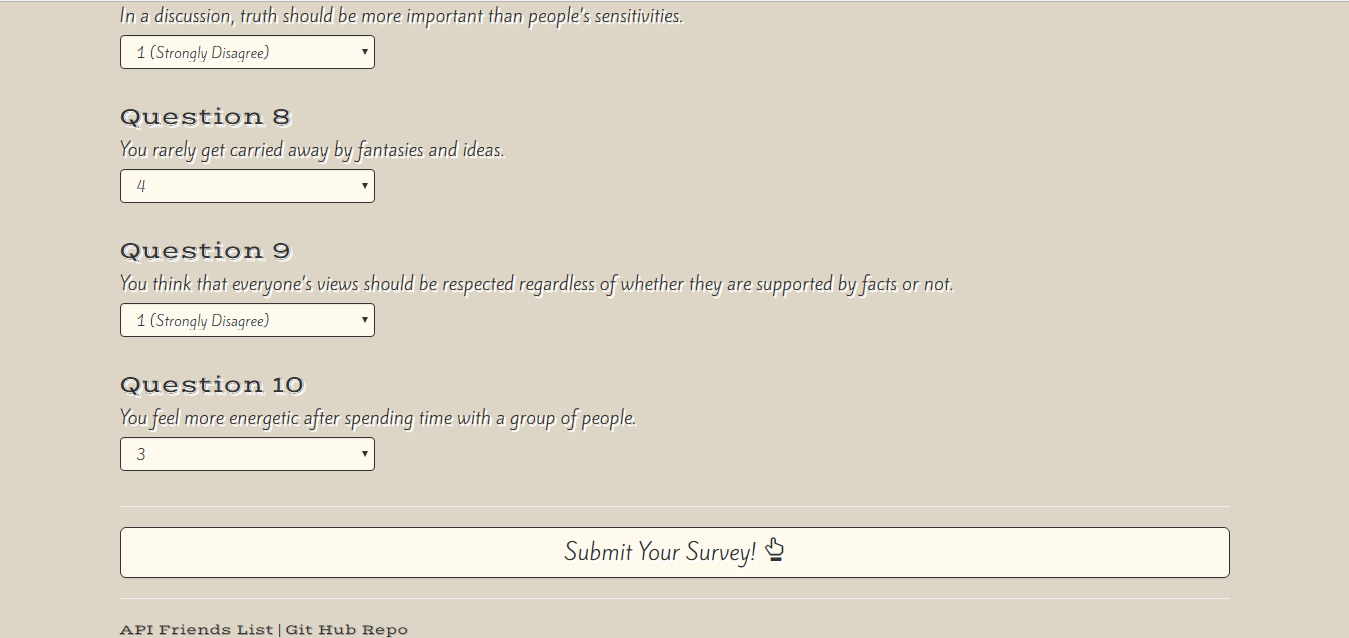 In a discussion, truth should be more important than people's sensitivities.
1 (Strongly Disagree)
Question 8
You rarely get carried away by fantasies and ideas.
4
Question 9
You think that everyone's views should be respected regardless of whether they are supported by facts or not.
1 (Strongly Disagree)
Question 10
You feel more energetic after spending time with a group of people.
3
Submit Your Survey!
API Friends List | Git Hub Repo